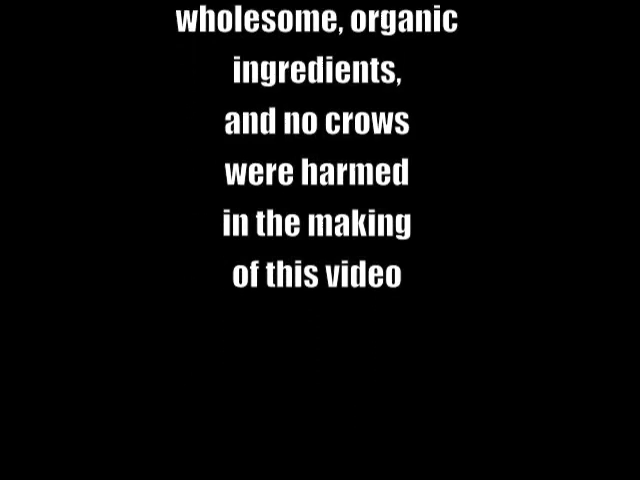 wholesome, organic
ingredients,
and no crows
were harmed
in the making
of this video